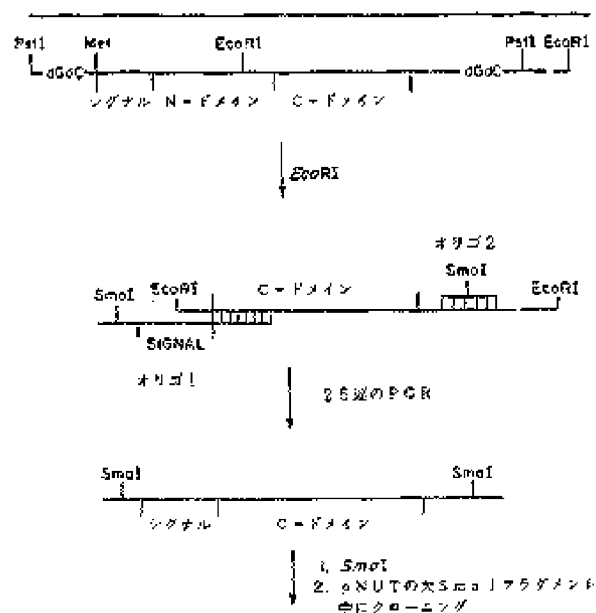 PstI Met EcoRI PstI EcoRI
dGdC dGdC
シグナル N-ドメイン C-ドメイン
EcoRI
オリゴ2
SmaI
SmaI EcoRI C-ドメイン EcoRI
SIGNAL
オリゴ1
25巡のPCR
SmaI SmaI
シグナル C-ドメイン
1. SmaI
2. pNUTの大SmaIフラグメント
中にクローニング